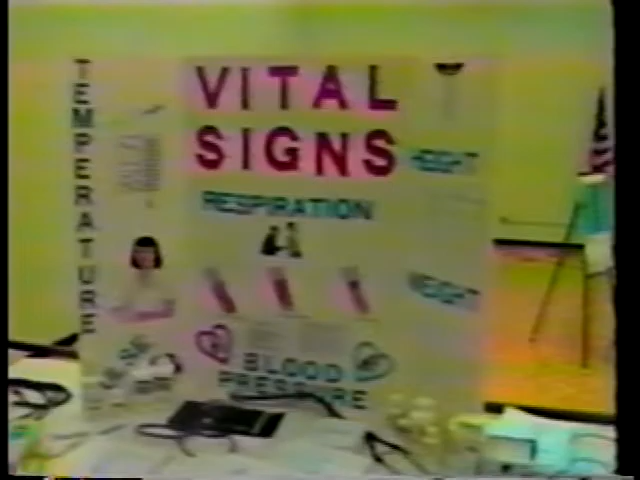 TEMPERATURE
VITAL
SIGNS
HEIGHT
RESPIRATION
WEIGHT
BLOOD
PRESSURE